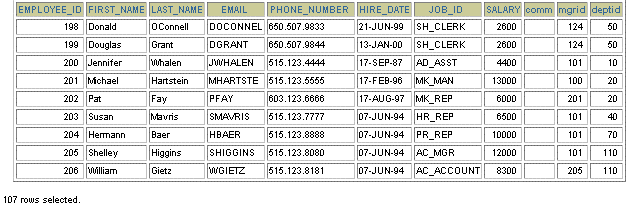 EMPLOYEE_ID FIRST_NAME LAST_NAME EMAIL PHONE_NUMBER HIRE_DATE JOB_ID SALARY comm mgrid deptid
198 Donald OConnell DOCONNEL 650.507.9833 21-JUN-99 SH_CLERK 2600 124 50
199 Douglas Grant DGRANT 650.507.9844 13-JAN-00 SH_CLERK 2600 124 50
200 Jennifer Whalen JWHALEN 515.123.4444 17-SEP-87 AD_ASST 4400 101 10
201 Michael Hartstein MHARTSTE 515.123.5555 17-FEB-96 MK_MAN 13000 100 20
202 Pat Fay PFAY 603.123.6666 17-AUG-97 MK_REP 6000 201 20
203 Susan Mavris SMAVRIS 515.123.7777 07-JUN-94 HR_REP 6500 101 40
204 Hermann Baer HBAER 515.123.8888 07-JUN-94 PR_REP 10000 101 70
205 Shelley Higgins SHIGGINS 515.123.8080 07-JUN-94 AC_MGR 12000 101 110
206 William Gietz WGIETZ 515.123.8181 07-JUN-94 AC_ACCOUNT 8300 205 110
107 rows selected.